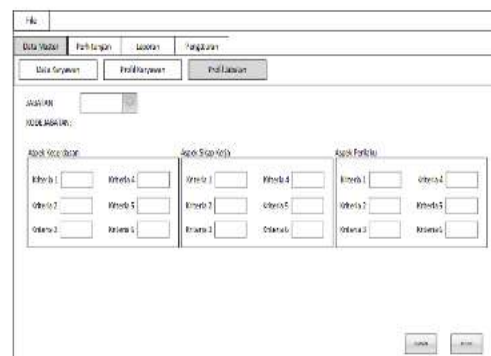 File
Data Master Perhitungan Laporan Pengaturan
Data Karyawan Profil Karyawan Profil Jabatan
JABATAN
KODE JABATAN :
Aspek Kecerdasan Aspek Sikap Kerja Aspek Perilaku
Kriteria 1 Kriteria 4 Kriteria 1 Kriteria 4 Kriteria 1 Kriteria 4
Kriteria 2 Kriteria 5 Kriteria 2 Kriteria 5 Kriteria 2 Kriteria 5
Kriteria 3 Kriteria 6 Kriteria 3 Kriteria 6 Kriteria 3 Kriteria 6